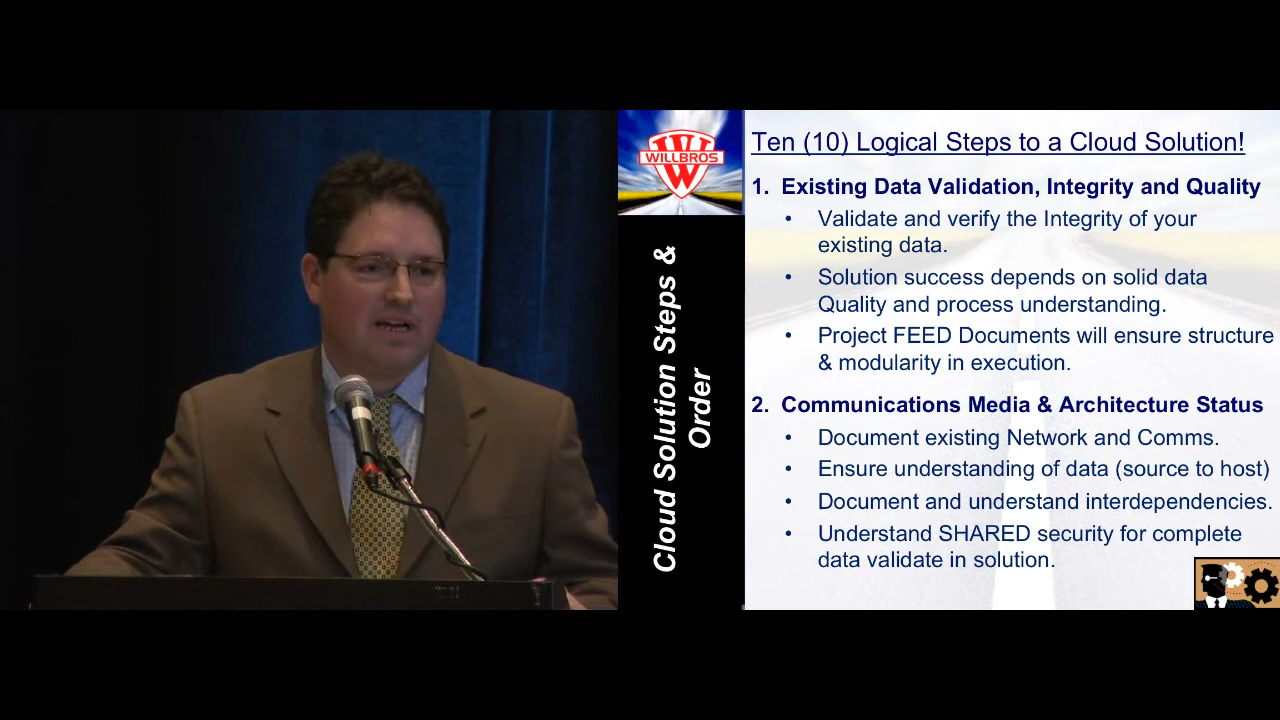 WILLBROS
Cloud Solution Steps &
Order
Ten (10) Logical Steps to a Cloud Solution!
1. Existing Data Validation, Integrity and Quality
• Validate and verify the Integrity of your
existing data.
• Solution success depends on solid data
Quality and process understanding.
• Project FEED Documents will ensure structure
& modularity in execution.
2. Communications Media & Architecture Status
• Document existing Network and Comms.
• Ensure understanding of data (source to host)
• Document and understand interdependencies.
• Understand SHARED security for complete
data validate in solution.